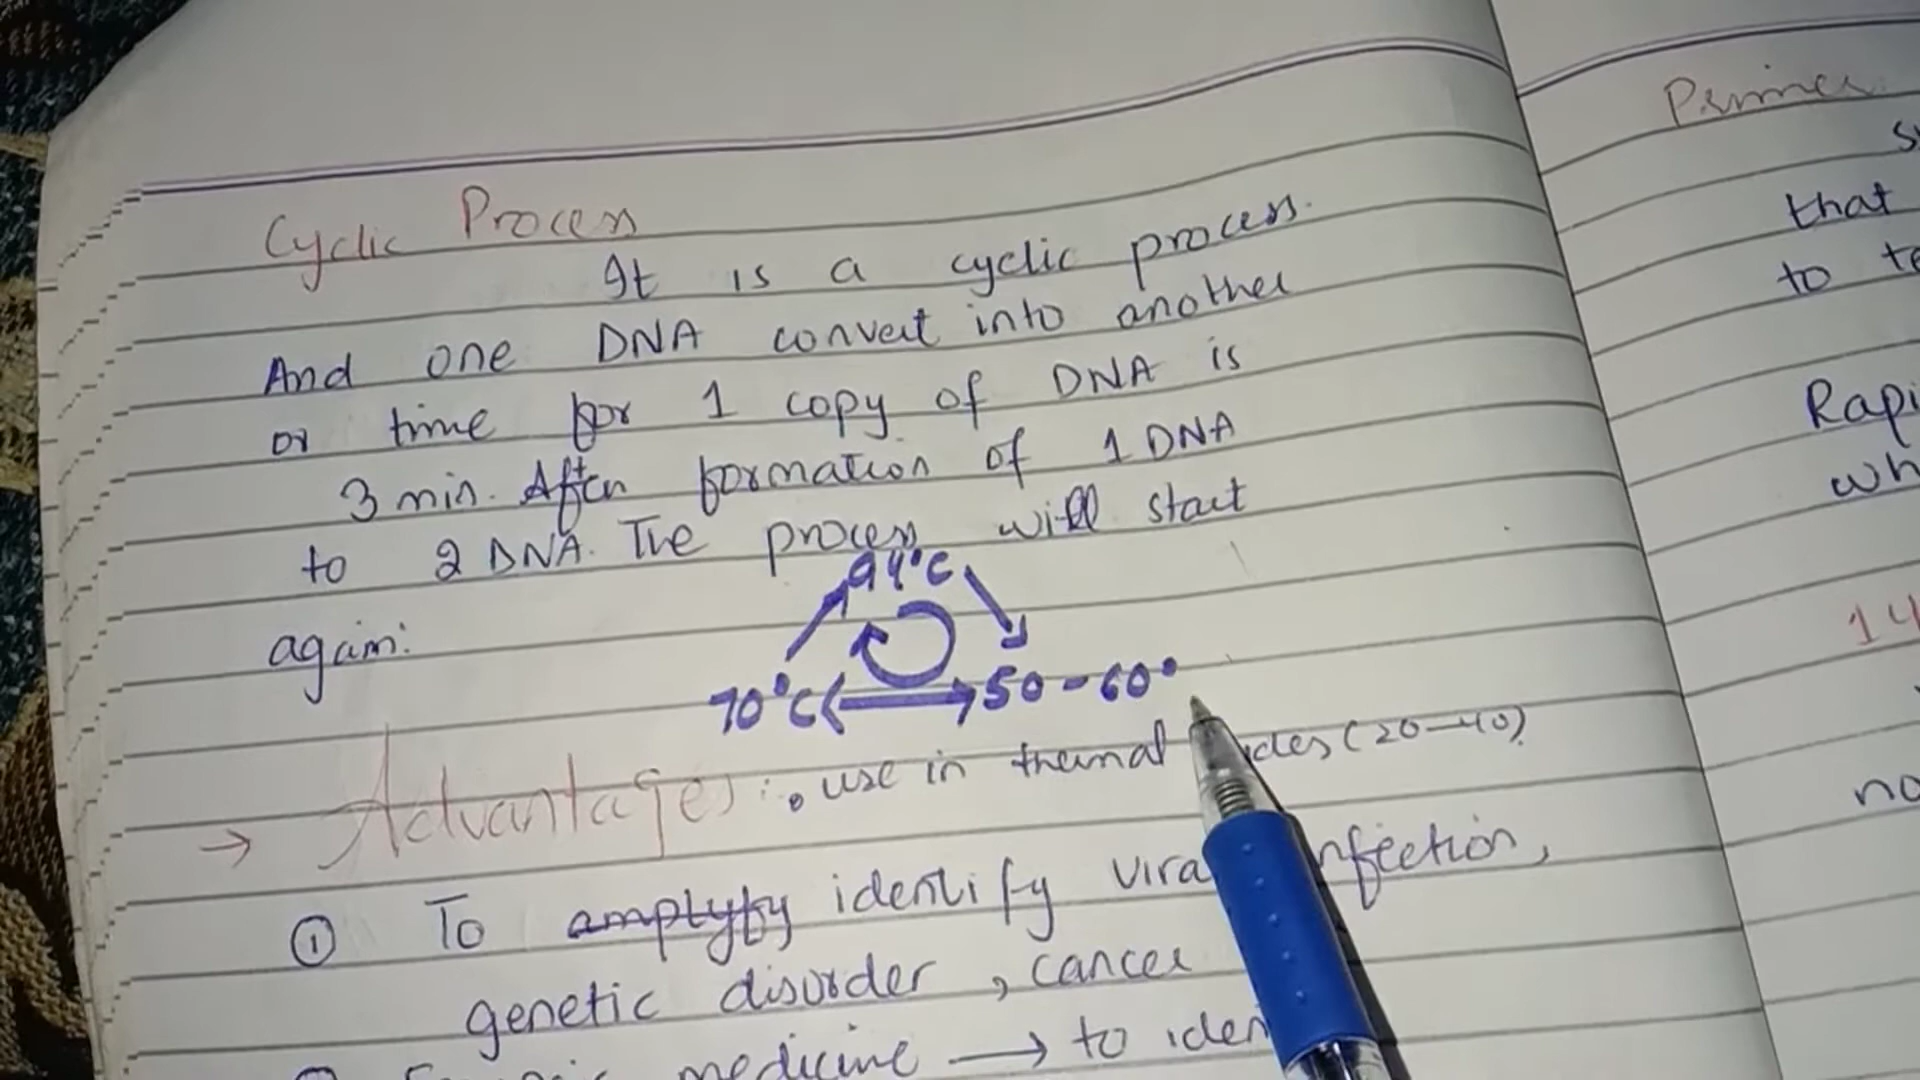 Cyclic Process
It is a cyclic process.
And one DNA convert into another
or time for 1 copy of DNA is
3 min. After formation of 1 DNA
to 2 DNA. The process will start
again.
94°C
70°C 50-60°
→ Advantages: use in thermal (20-40)
① To amplyfy identify viral
genetic disorder, cancer
medicine → to iden
Primer
that
to te
Rapi
wh
14
no